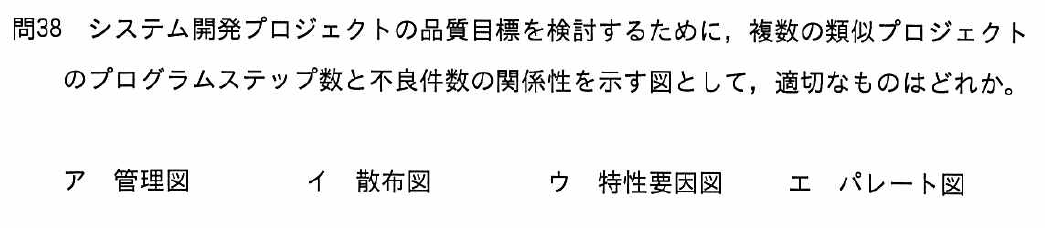 問38　システム開発プロジェクトの品質目標を検討するために，複数の類似プロジェクト
のプログラムステップ数と不良件数の関係性を示す図として，適切なものはどれか。
ア　管理図　イ　散布図　ウ　特性要因図　エ　パレート図